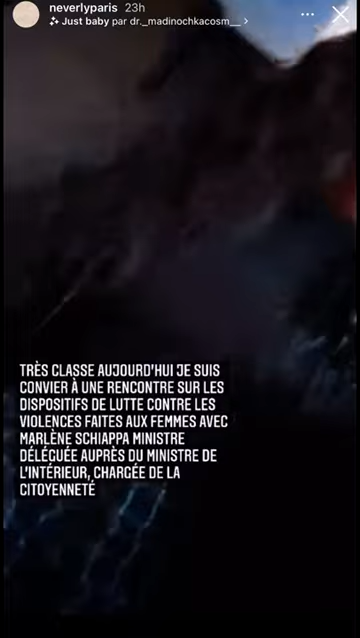 neverlyparis 23h
Just baby par dr._madinochkacosm__ >
TRÈS CLASSE AUJOURD'HUI JE SUIS
CONVIER À UNE RENCONTRE SUR LES
DISPOSITIFS DE LUTTE CONTRE LES
VIOLENCES FAITES AUX FEMMES AVEC
MARLÈNE SCHIAPPA MINISTRE
DÉLÉGUÉE AUPRÈS DU MINISTRE DE
L'INTÉRIEUR, CHARGÉE DE LA
CITOYENNETÉ